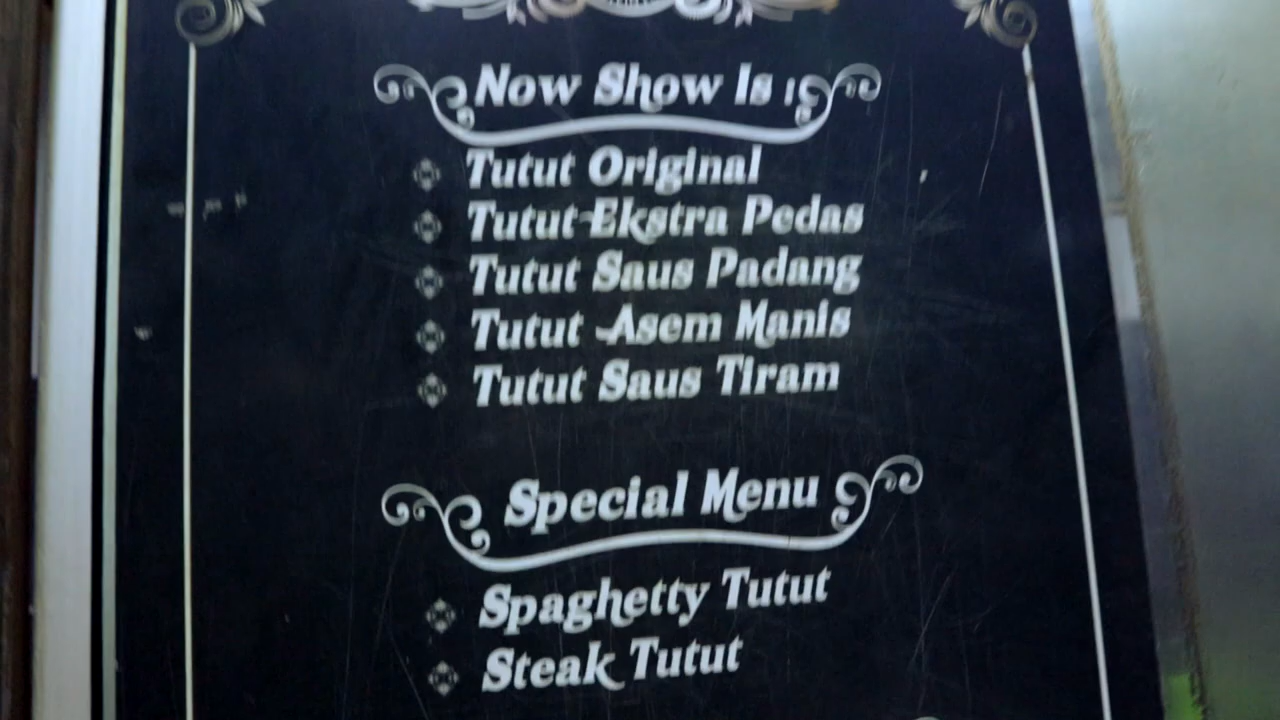 Now Show Is :
Tutut Original
Tutut Ekstra Pedas
Tutut Saus Padang
Tutut Asem Manis
Tutut Saus Tiram
Special Menu
Spaghetty Tutut
Steak Tutut